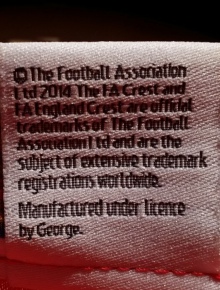 ©The Football Association
Ltd 2014 The FA Crest and
FA England Crest are official
trademarks of The Football
Association Ltd and are the
subject of extensive trademark
registrations worldwide.
Manufactured under licence
by George.